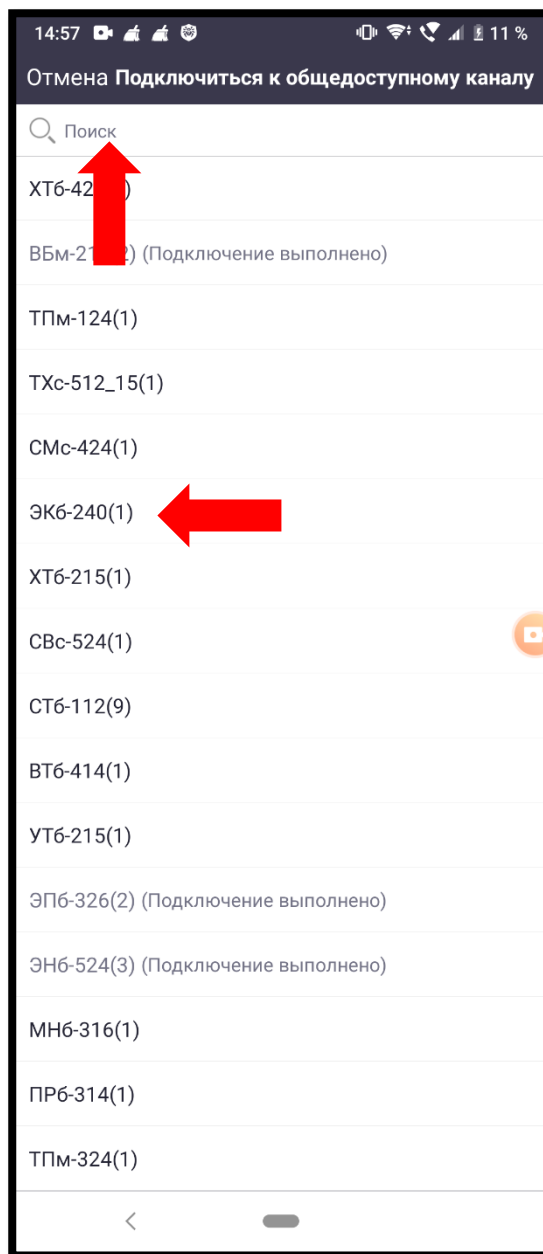 14:57 11 %
Отмена Подключиться к общедоступному каналу
Поиск
ХТб-42
ВБм-21 2) (Подключение выполнено)
ТПм-124(1)
ТХс-512_15(1)
СМс-424(1)
ЭКб-240(1)
ХТб-215(1)
СВс-524(1)
СТб-112(9)
ВТб-414(1)
УТб-215(1)
ЭПб-326(2) (Подключение выполнено)
ЭНб-524(3) (Подключение выполнено)
МНб-316(1)
ПРб-314(1)
ТПм-324(1)